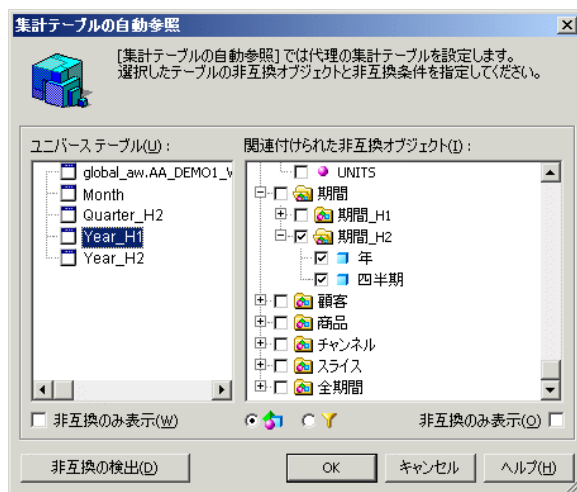 集計テーブルの自動参照
[集計テーブルの自動参照]では代理の集計テーブルを設定します。
選択したテーブルの非互換オブジェクトと非互換条件を指定してください。
ユニバーステーブル(U)：
global_aw.AA_DEMO1_V
Month
Quarter_H2
Year_H1
Year_H2
非互換のみ表示(W)
関連付けられた非互換オブジェクト(I)：
UNITS
期間
期間_H1
期間_H2
年
四半期
顧客
商品
チャンネル
スライス
全期間
非互換のみ表示(O)
非互換の検出(D)
OK
キャンセル
ヘルプ(H)